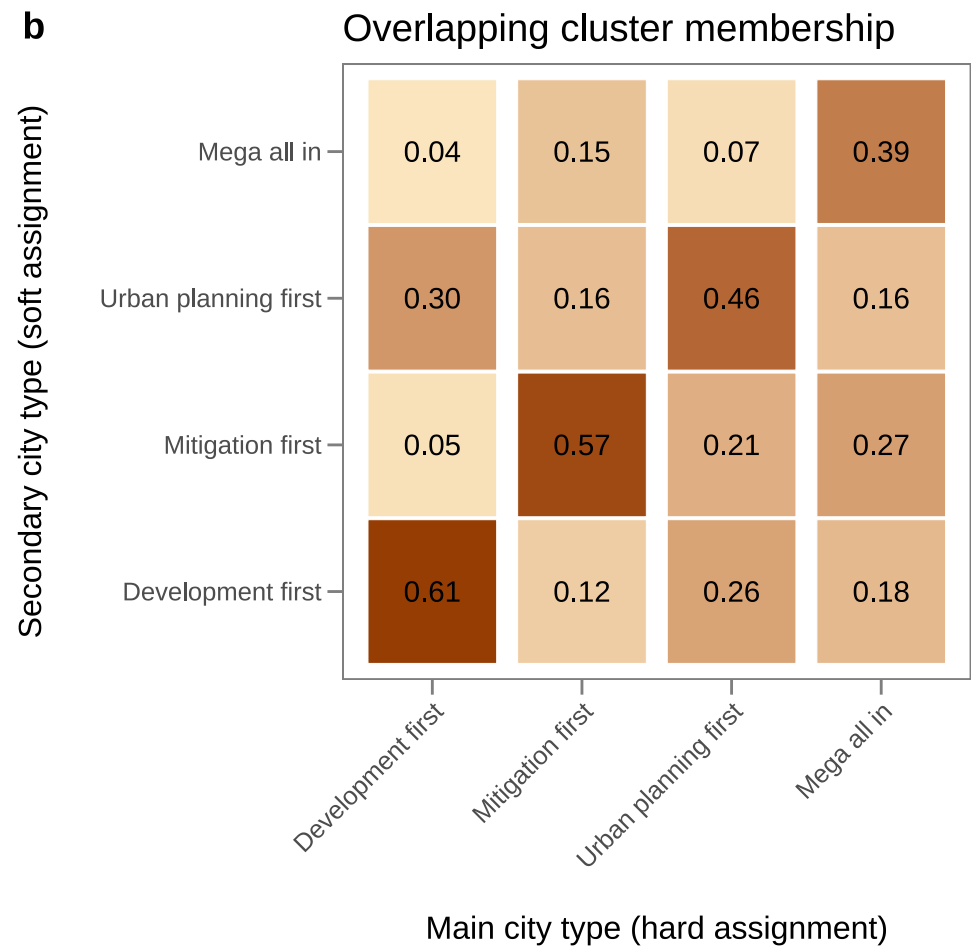 b
Overlapping cluster membership
Secondary city type (soft assignment)
Mega all in 0.04 0.15 0.07 0.39
Urban planning first 0.30 0.16 0.46 0.16
Mitigation first 0.05 0.57 0.21 0.27
Development first 0.61 0.12 0.26 0.18
Development first
Mitigation first
Urban planning first
Mega all in
Main city type (hard assignment)